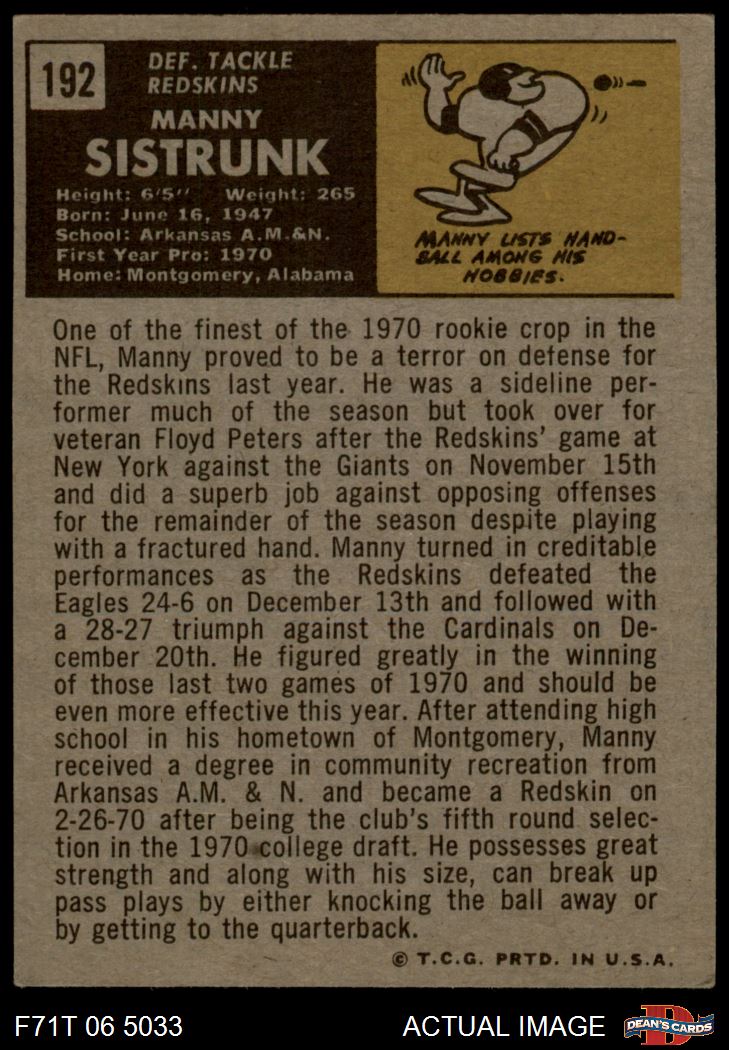 192
DEF. TACKLE
REDSKINS
MANNY
SISTRUNK
Height: 6'5'' Weight: 265
Born: June 16, 1947
School: Arkansas A.M.&N.
First Year Pro: 1970
Home: Montgomery, Alabama
MANNY LISTS HAND-
BALL AMONG HIS
HOBBIES.
One of the finest of the 1970 rookie crop in the
NFL, Manny proved to be a terror on defense for
the Redskins last year. He was a sideline per-
former much of the season but took over for
veteran Floyd Peters after the Redskins' game at
New York against the Giants on November 15th
and did a superb job against opposing offenses
for the remainder of the season despite playing
with a fractured hand. Manny turned in creditable
performances as the Redskins defeated the
Eagles 24-6 on December 13th and followed with
a 28-27 triumph against the Cardinals on De-
cember 20th. He figured greatly in the winning
of those last two games of 1970 and should be
even more effective this year. After attending high
school in his hometown of Montgomery, Manny
received a degree in community recreation from
Arkansas A.M. & N. and became a Redskin on
2-26-70 after being the club's fifth round selec-
tion in the 1970 college draft. He possesses great
strength and along with his size, can break up
pass plays by either knocking the ball away or
by getting to the quarterback.
© T.C.G. PRTD. IN U.S.A.
F71T 06 5033 ACTUAL IMAGE D DEAN'S CARDS